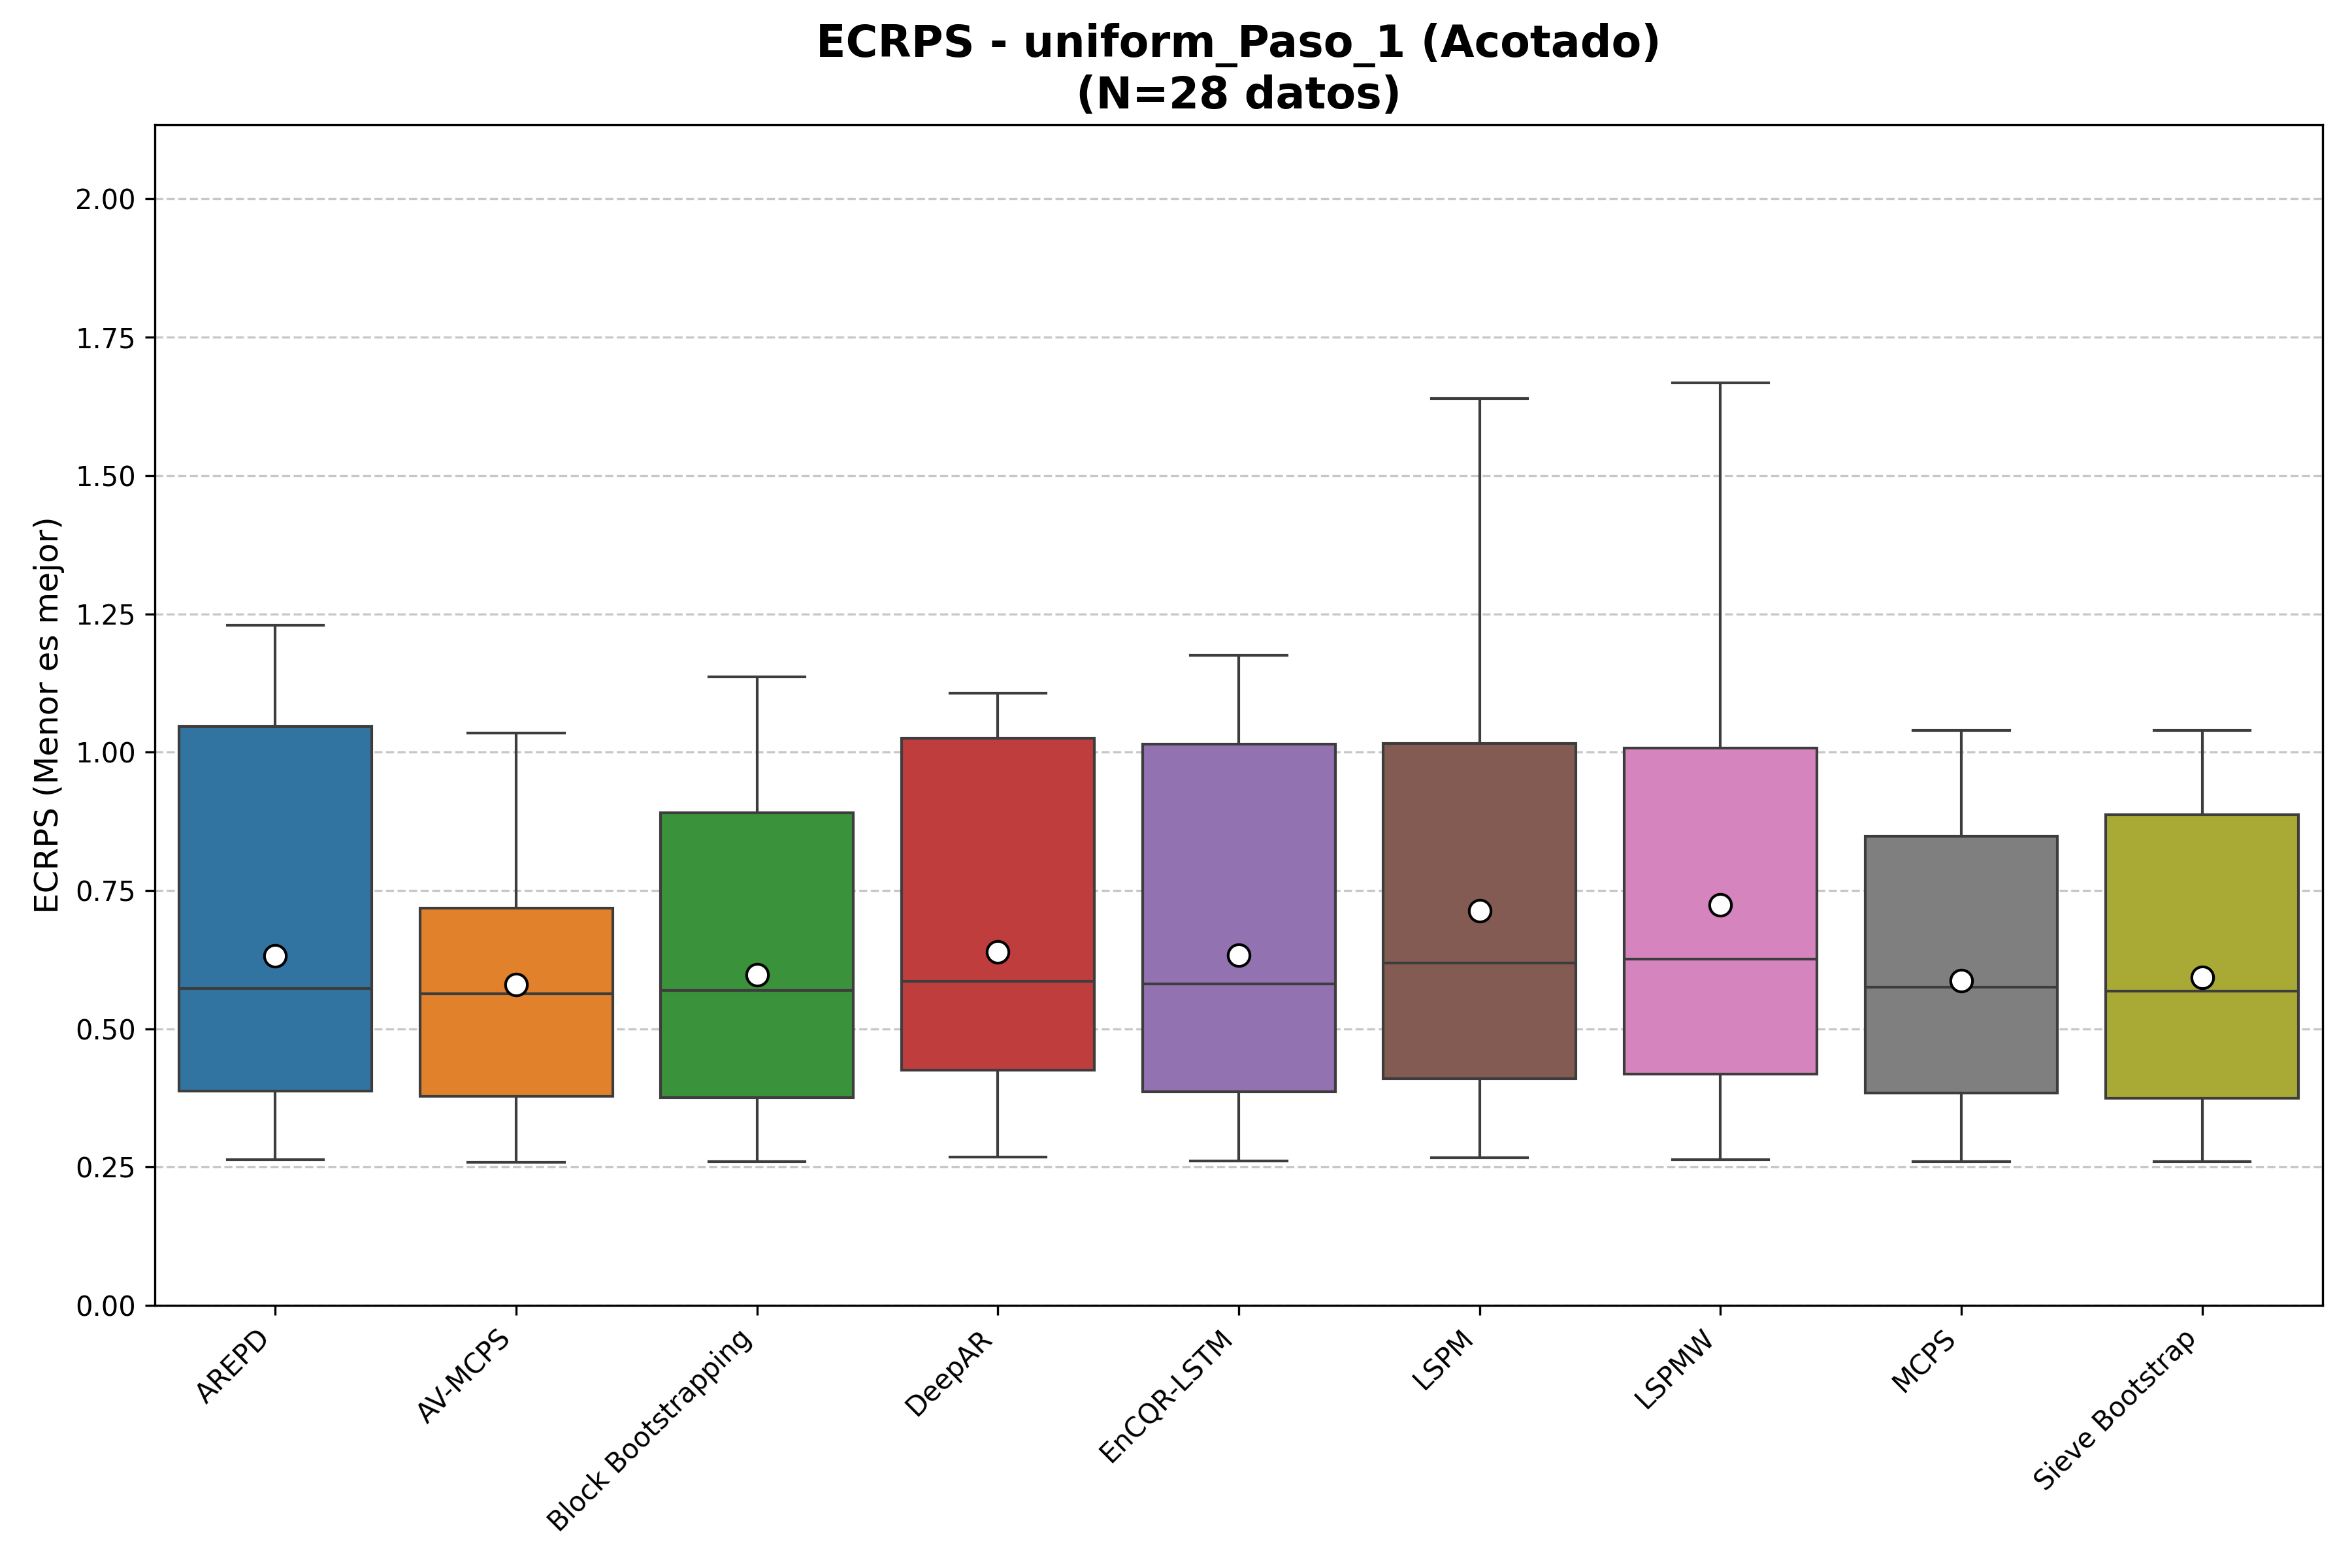 ECRPS - uniform_Paso_1 (Acotado)
(N=28 datos)
ECRPS (Menor es mejor)
2.00
1.75
1.50
1.25
1.00
0.75
0.50
0.25
0.00
AREPD
AV-MCPS
Block Bootstrapping
DeepAR
EnCQR-LSTM
LSPM
LSPMW
MCPS
Sieve Bootstrap